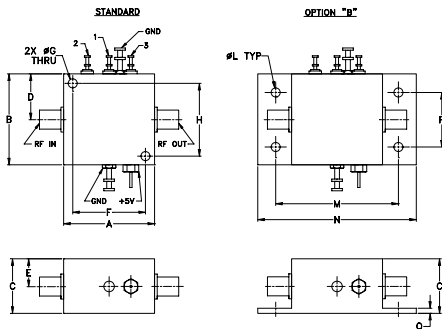 STANDARD
OPTION "B"
GND
2X ØG
THRU
2
1
3
ØL TYP
D
B
H
P
RF IN
RF OUT
GND
+5V
F
A
M
N
E
C
C
Q